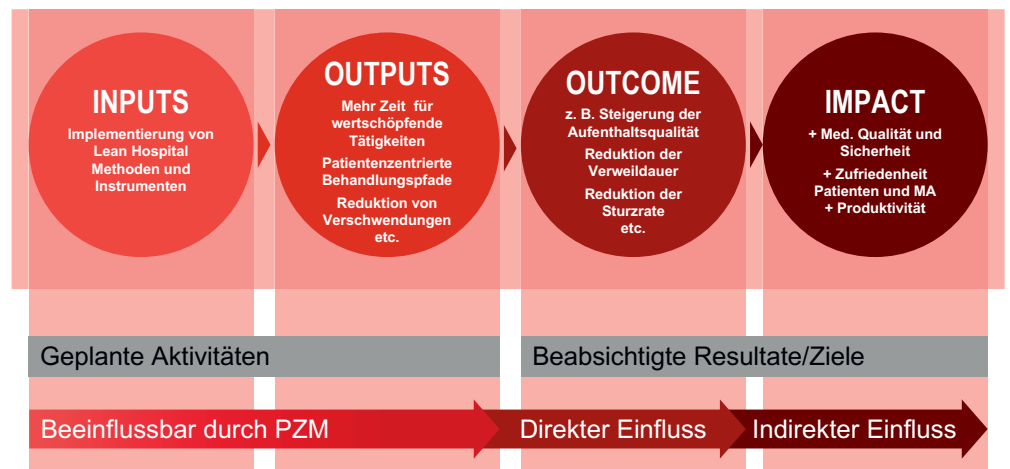 INPUTS
Implementierung von
Lean Hospital
Methoden und
Instrumenten
OUTPUTS
Mehr Zeit für
wertschöpfende
Tätigkeiten
Patientenzentrierte
Behandlungspfade
Reduktion von
Verschwendungen
etc.
OUTCOME
z. B. Steigerung der
Aufenthaltsqualität
Reduktion der
Verweildauer
Reduktion der
Sturzrate
etc.
IMPACT
+ Med. Qualität und
Sicherheit
+ Zufriedenheit
Patienten und MA
+ Produktivität
Geplante Aktivitäten
Beabsichtigte Resultate/Ziele
Beeinflussbar durch PZM
Direkter Einfluss
Indirekter Einfluss